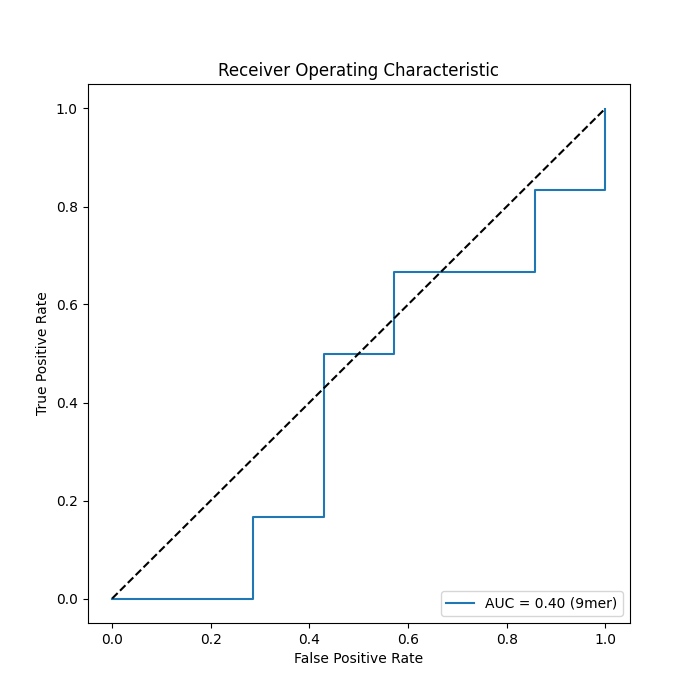 Receiver Operating Characteristic
True Positive Rate
1.0
0.8
0.6
0.4
0.2
0.0
AUC = 0.40 (9mer)
0.0 0.2 0.4 0.6 0.8 1.0
False Positive Rate